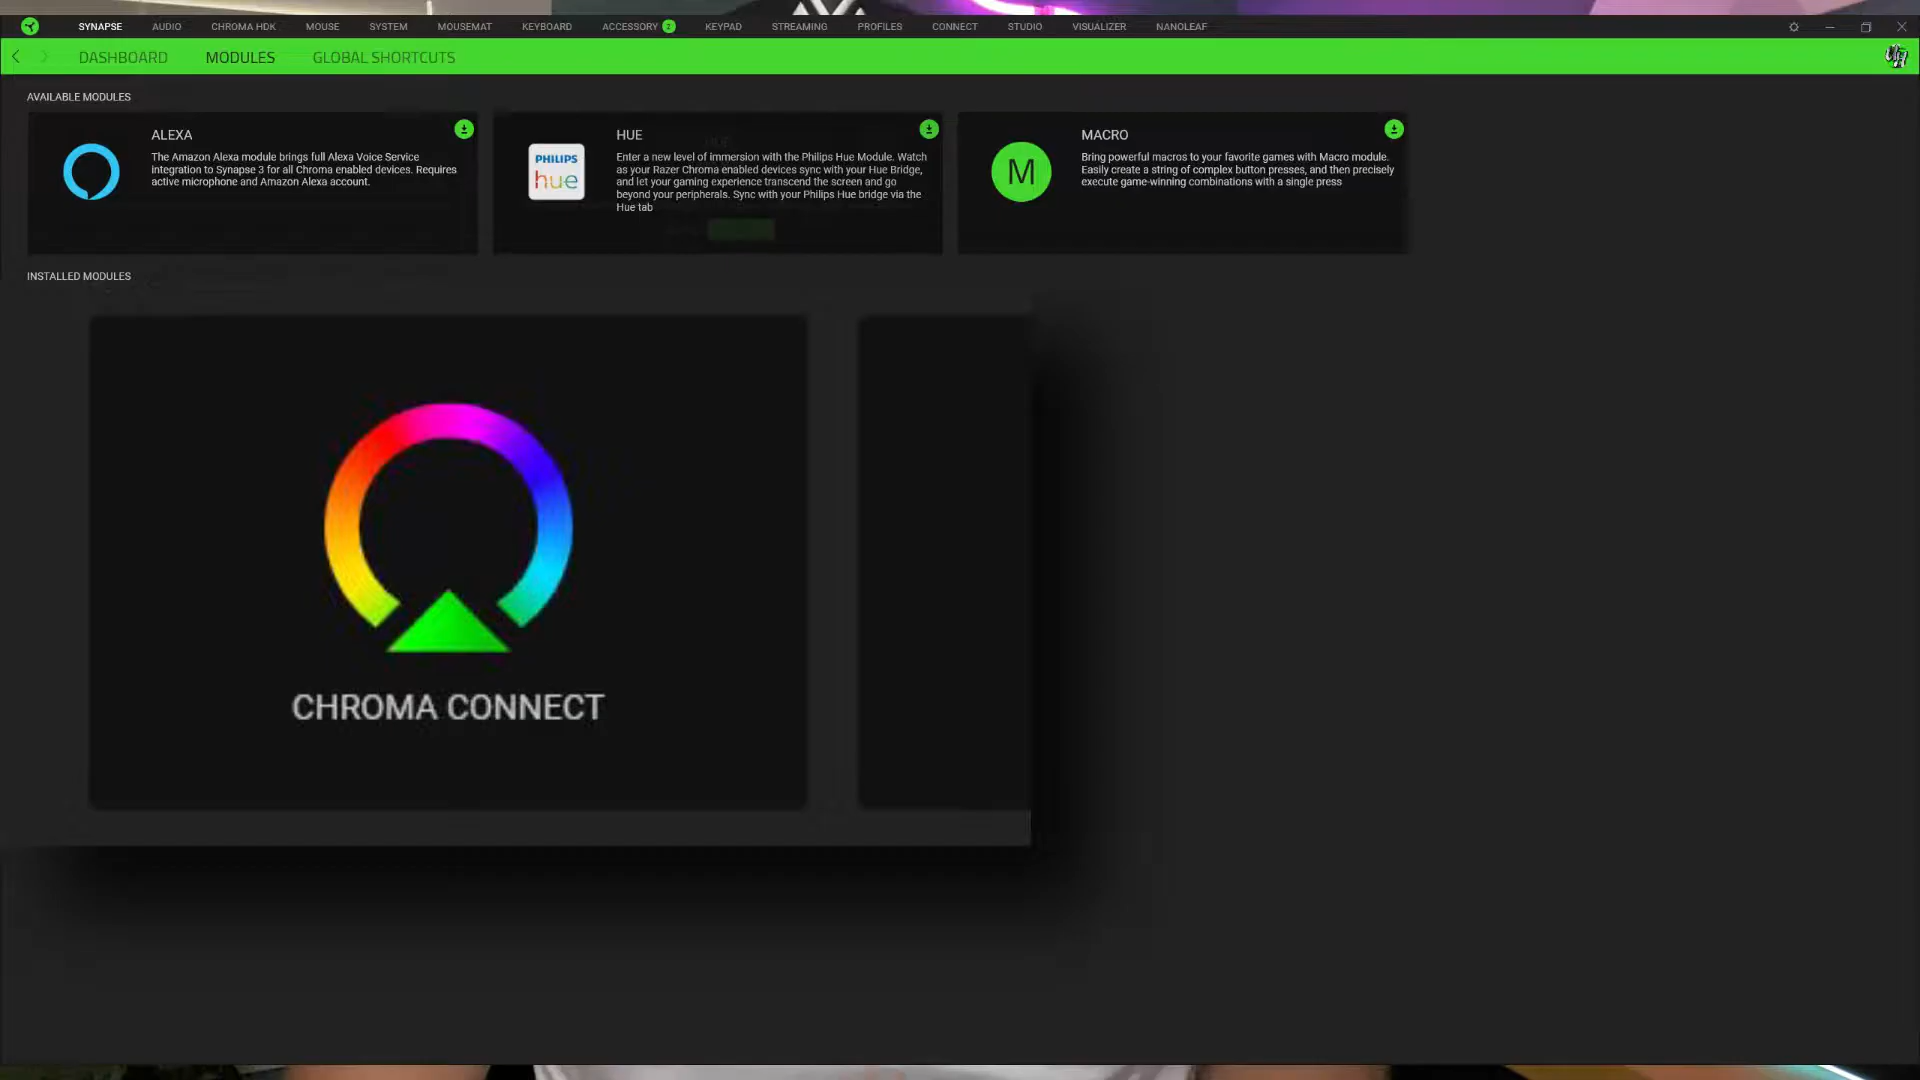 SYNAPSE AUDIO CHROMA HDK MOUSE SYSTEM MOUSEMAT KEYBOARD ACCESSORY 2 KEYPAD STREAMING PROFILES CONNECT STUDIO VISUALIZER NANOLEAF
DASHBOARD MODULES GLOBAL SHORTCUTS
AVAILABLE MODULES
ALEXA
The Amazon Alexa module brings full Alexa Voice Service
integration to Synapse 3 for all Chroma enabled devices. Requires
active microphone and Amazon Alexa account.
PHILIPS
hue
HUE
Enter a new level of immersion with the Philips Hue Module. Watch
as your Razer Chroma enabled devices sync with your Hue Bridge,
and let your gaming experience transcend the screen and go
beyond your peripherals. Sync with your Philips Hue bridge via the
Hue tab
M
MACRO
Bring powerful macros to your favorite games with Macro module.
Easily create a string of complex button presses, and then precisely
execute game-winning combinations with a single press
INSTALLED MODULES
CHROMA CONNECT